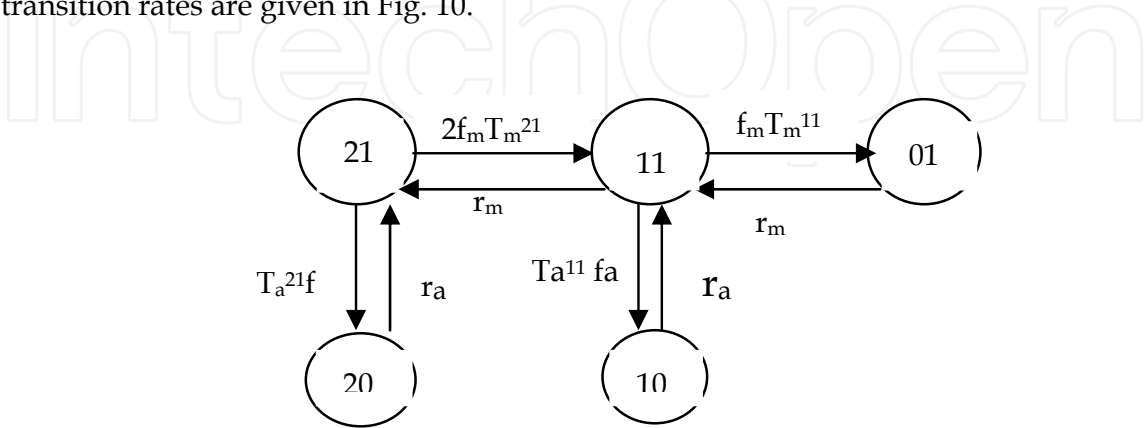 transition rates are given in Fig. 10.
IntechOpen
2fmTm21
fmTm11
21
11
01
rm
rm
Ta21f
ra
Ta11 fa
ra
20
10